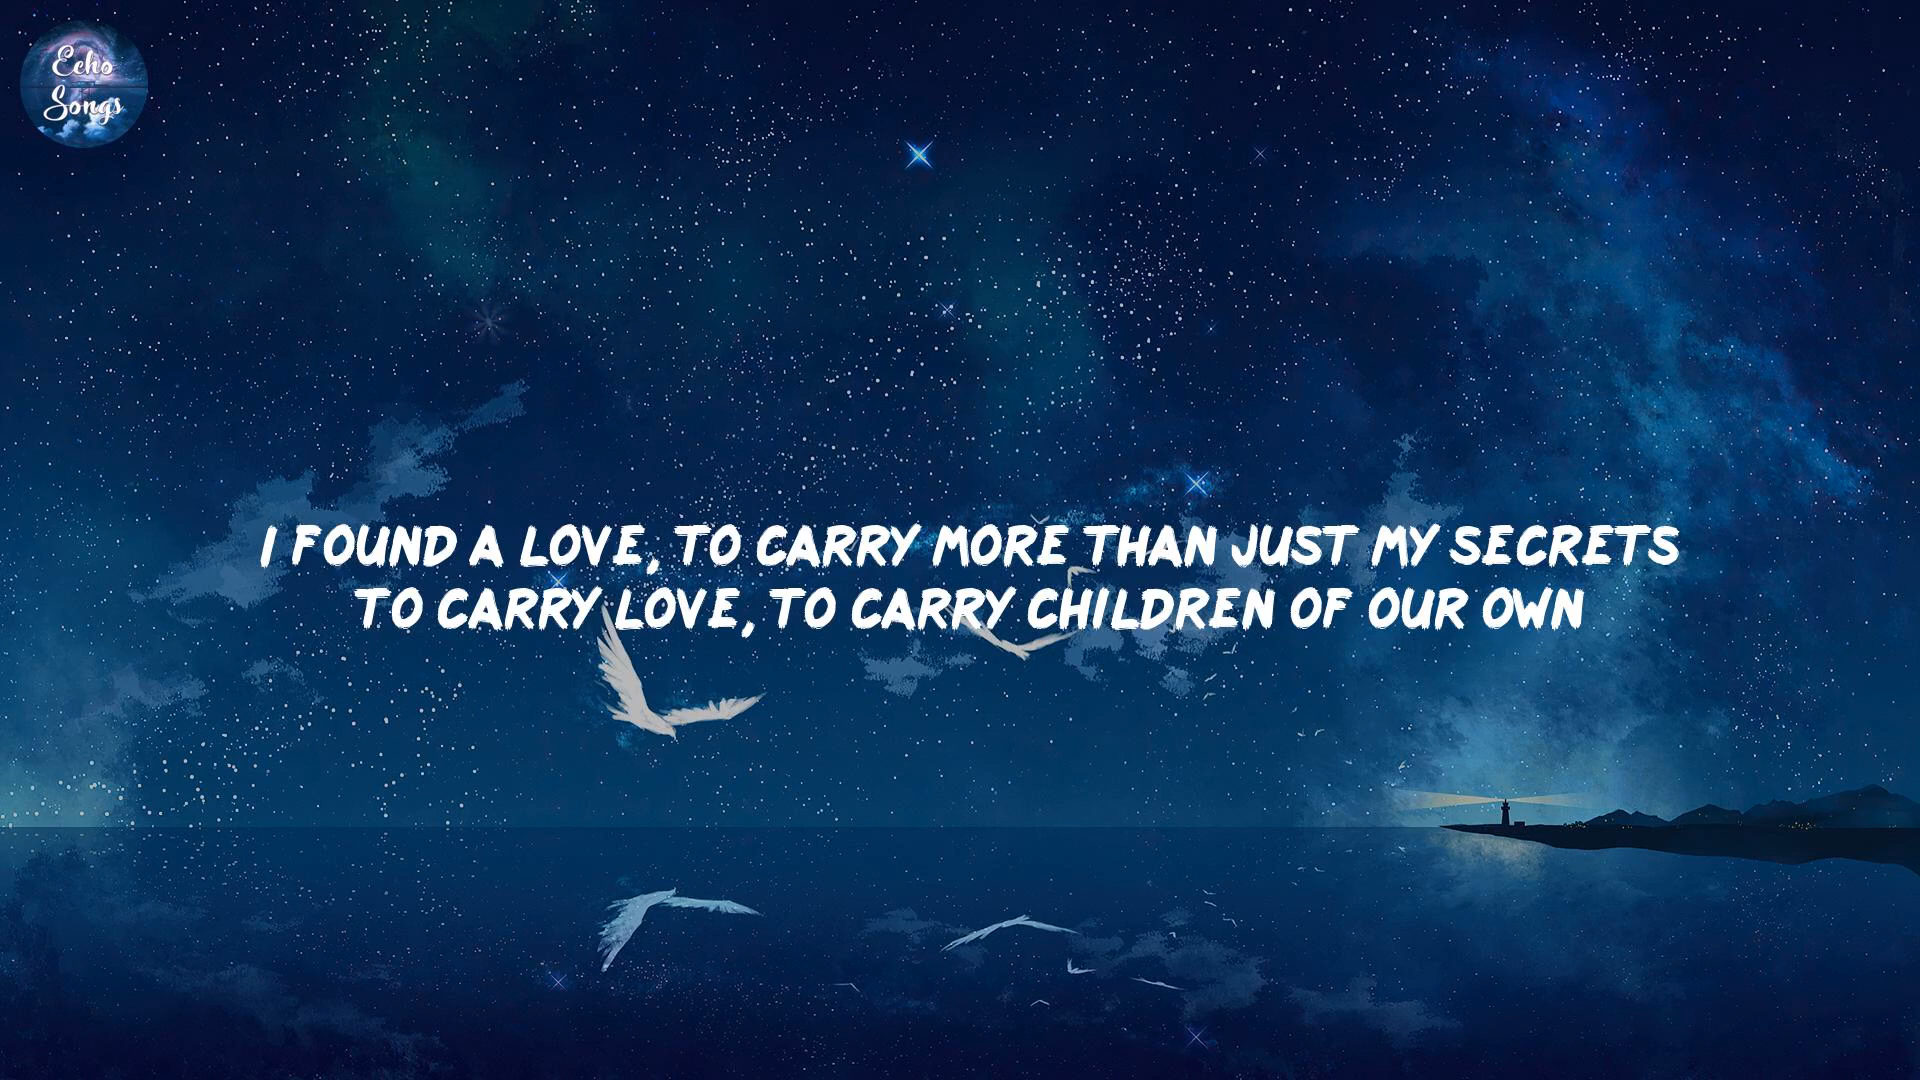 Echo
Songs
I FOUND A LOVE, TO CARRY MORE THAN JUST MY SECRETS
TO CARRY LOVE, TO CARRY CHILDREN OF OUR OWN